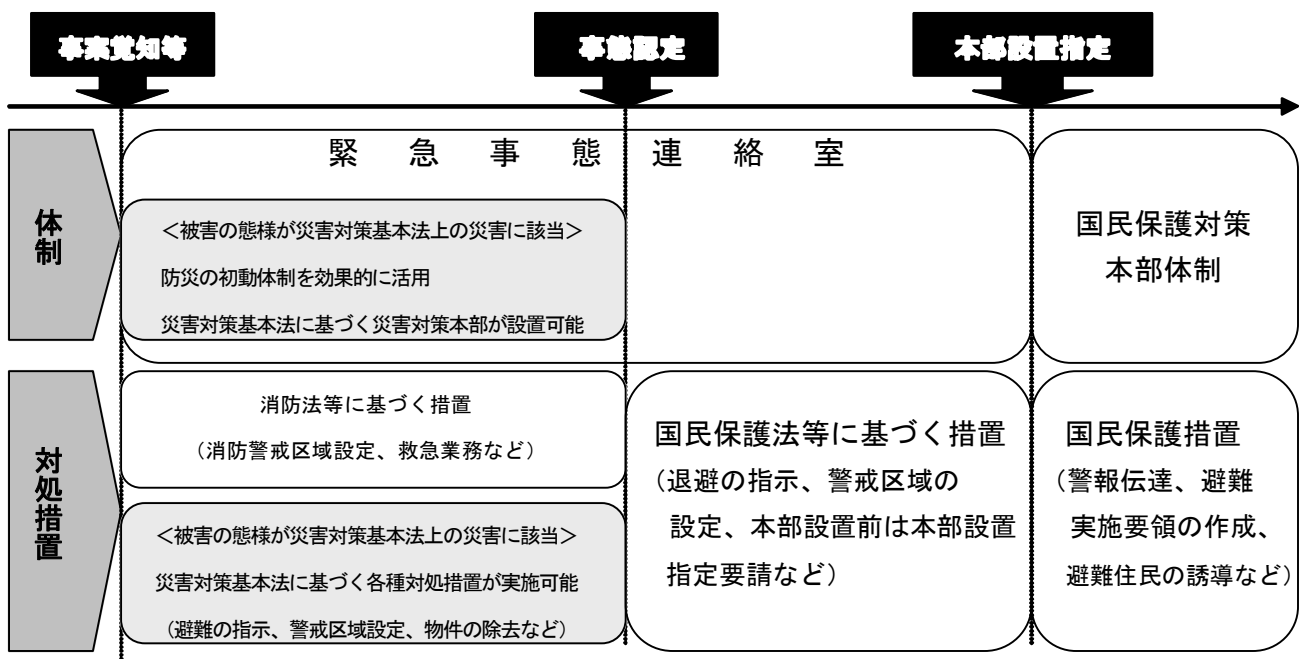 事案覚知等
事態認定
本部設置指定
体制
緊急事態連絡室
＜被害の態様が災害対策基本法上の災害に該当＞
防災の初動体制を効果的に活用
災害対策基本法に基づく災害対策本部が設置可能
国民保護対策
本部体制
対処措置
消防法等に基づく措置
（消防警戒区域設定、救急業務など）
＜被害の態様が災害対策基本法上の災害に該当＞
災害対策基本法に基づく各種対処措置が実施可能
（避難の指示、警戒区域設定、物件の除去など）
国民保護法等に基づく措置
（退避の指示、警戒区域の
設定、本部設置前は本部設置
指定要請など）
国民保護措置
（警報伝達、避難
実施要領の作成、
避難住民の誘導など）